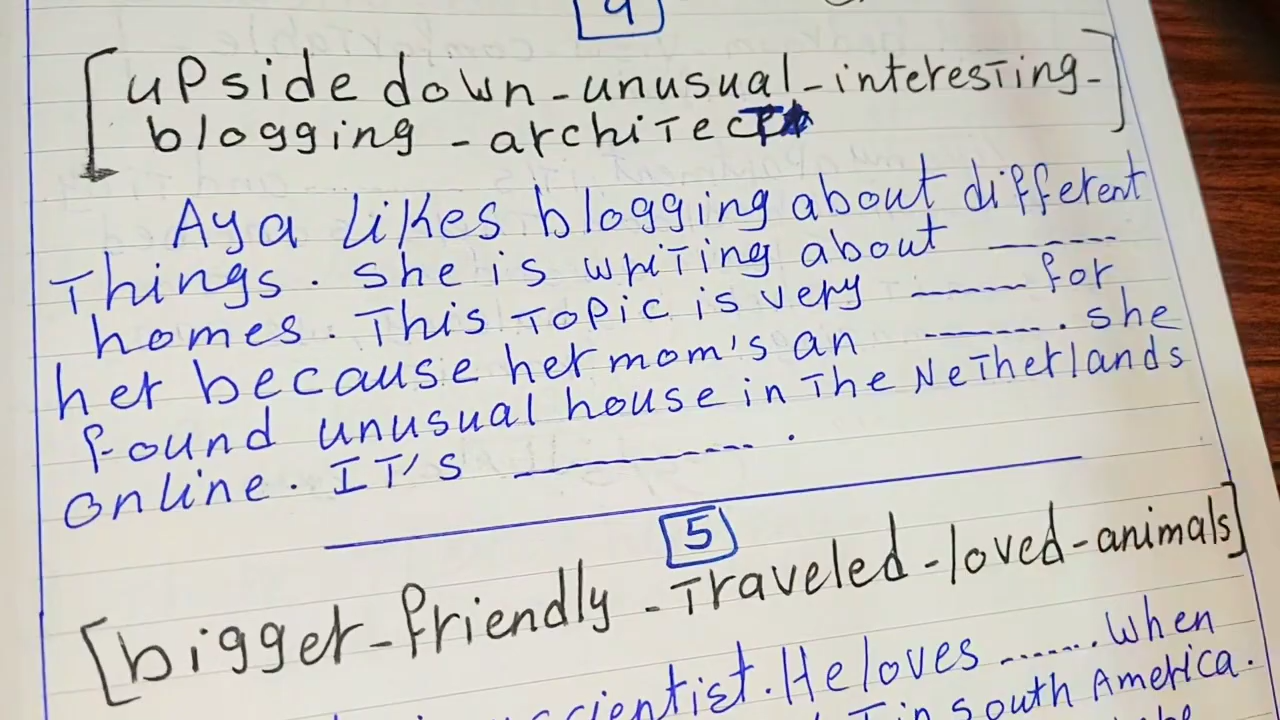 4
[upside down - unusual - interesting -
blogging - architect]
Aya likes blogging about different
Things. She is writing about -------
homes. This Topic is very ------ for
her because her mom's an -------. she
found unusual house in The Netherlands
online. IT's -----------.
5
[bigger - friendly - Traveled - loved - animals]
scientist. He loves ....... When
in South America.